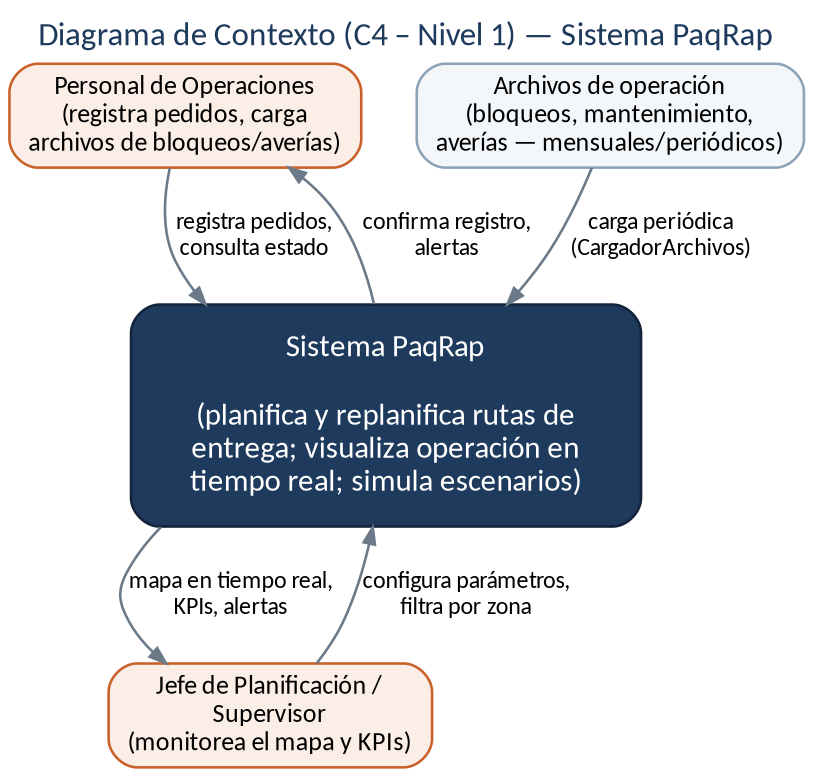 Diagrama de Contexto (C4 – Nivel 1) — Sistema PaqRap
Personal de Operaciones
(registra pedidos, carga
archivos de bloqueos/averías)
Archivos de operación
(bloqueos, mantenimiento,
averías — mensuales/periódicos)
registra pedidos,
consulta estado
confirma registro,
alertas
carga periódica
(CargadorArchivos)
Sistema PaqRap
(planifica y replanifica rutas de
entrega; visualiza operación en
tiempo real; simula escenarios)
mapa en tiempo real,
KPIs, alertas
configura parámetros,
filtra por zona
Jefe de Planificación /
Supervisor
(monitorea el mapa y KPIs)